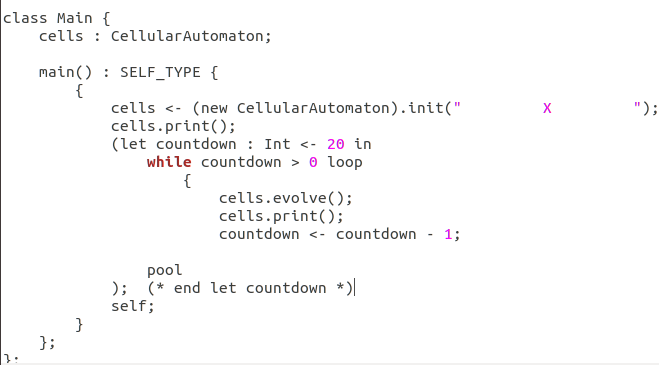 class Main {
    cells : CellularAutomaton;

    main() : SELF_TYPE {
        {
            cells <- (new CellularAutomaton).init("         X         ");
            cells.print();
            (let countdown : Int <- 20 in
                while countdown > 0 loop
                    {
                        cells.evolve();
                        cells.print();
                        countdown <- countdown - 1;

                pool
            );  (* end let countdown *)
            self;
        }
    };
};